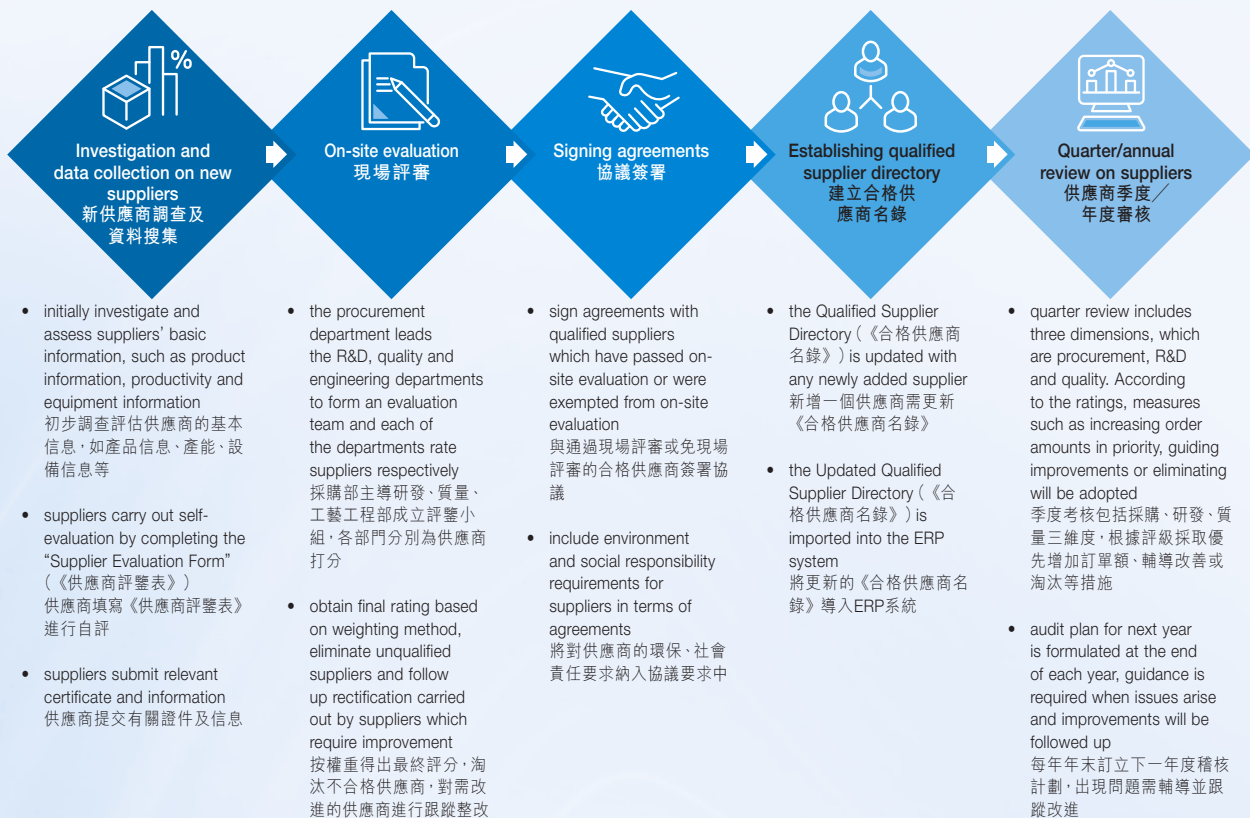 %
Investigation and
data collection on new
suppliers
新供應商調查及
資料搜集
On-site evaluation
現場評審
Signing agreements
協議簽署
Establishing qualified
supplier directory
建立合格供
應商名錄
Quarter/annual
review on suppliers
供應商季度／
年度審核
• initially investigate and
assess suppliers' basic
information, such as product
information, productivity and
equipment information
初步調查評估供應商的基本
信息，如產品信息、產能、設
備信息等
• suppliers carry out self-
evaluation by completing the
“Supplier Evaluation Form”
（《供應商評鑒表》）
供應商填寫《供應商評鑒表》
進行自評
• suppliers submit relevant
certificate and information
供應商提交有關證件及信息
• the procurement
department leads
the R&D, quality and
engineering departments
to form an evaluation
team and each of
the departments rate
suppliers respectively
採購部主導研發、質量、
工藝工程部成立評鑒小
組，各部門分別為供應商
打分
• obtain final rating based
on weighting method,
eliminate unqualified
suppliers and follow
up rectification carried
out by suppliers which
require improvement
按權重得出最終評分，淘
汰不合格供應商，對需改
進的供應商進行跟蹤整改
• sign agreements with
qualified suppliers
which have passed on-
site evaluation or were
exempted from on-site
evaluation
與通過現場評審或免現場
評審的合格供應商簽署協
議
• include environment
and social responsibility
requirements for
suppliers in terms of
agreements
將對供應商的環保、社會
責任要求納入協議要求中
• the Qualified Supplier
Directory（《合格供應商
名錄》）is updated with
any newly added supplier
新增一個供應商需更新
《合格供應商名錄》
• the Updated Qualified
Supplier Directory（《合
格供應商名錄》）is
imported into the ERP
system
將更新的《合格供應商名
錄》導入ERP系統
• quarter review includes
three dimensions, which
are procurement, R&D
and quality. According
to the ratings, measures
such as increasing order
amounts in priority, guiding
improvements or eliminating
will be adopted
季度考核包括採購、研發、質
量三維度，根據評級採取優
先增加訂單額、輔導改善或
淘汰等措施
• audit plan for next year
is formulated at the end
of each year, guidance is
required when issues arise
and improvements will be
followed up
每年年末訂立下一年度稽核
計劃，出現問題需輔導並跟
蹤改進